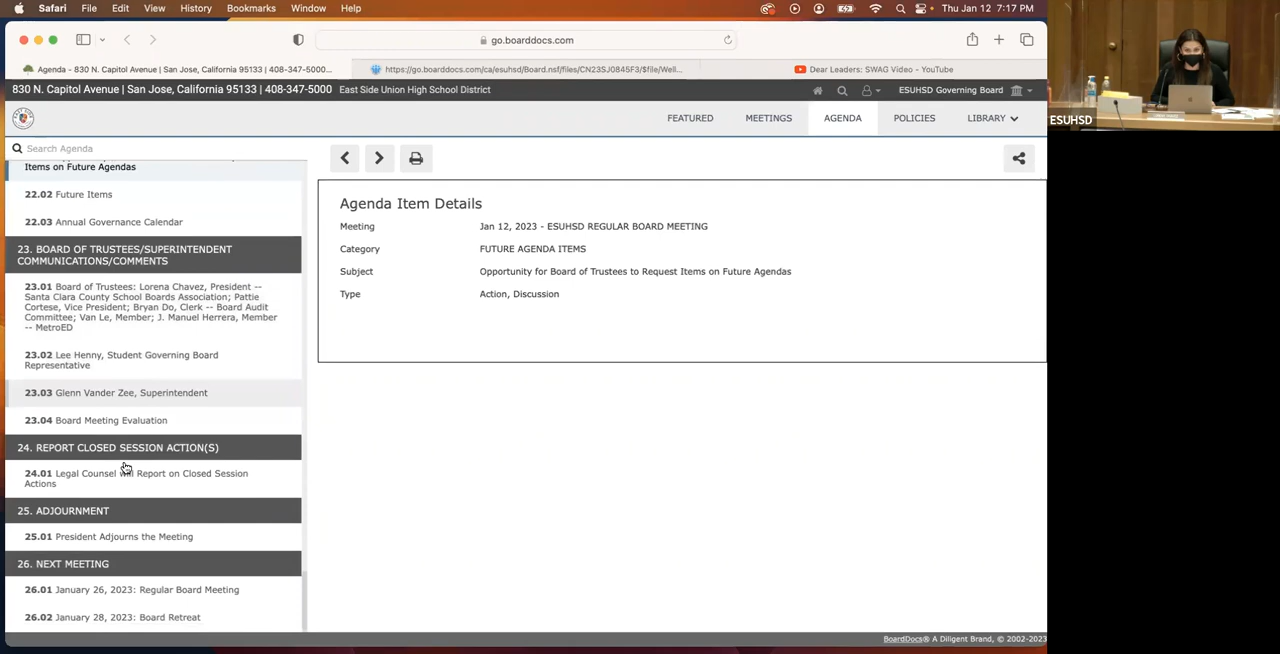 Safari File Edit View History Bookmarks Window Help
Thu Jan 12 7:17 PM
go.boarddocs.com
Agenda - 830 N. Capitol Avenue | San Jose, California 95133 | 408-347-5000...
https://go.boarddocs.com/ca/esuhsd/Board.nsf/files/CN23SJ0845F3/$file/Well...
Dear Leaders: SWAG Video - YouTube
830 N. Capitol Avenue | San Jose, California 95133 | 408-347-5000 East Side Union High School District
ESUHSD Governing Board
FEATURED MEETINGS AGENDA POLICIES LIBRARY
Search Agenda
Items on Future Agendas
22.02 Future Items
22.03 Annual Governance Calendar
23. BOARD OF TRUSTEES/SUPERINTENDENT
COMMUNICATIONS/COMMENTS
23.01 Board of Trustees: Lorena Chavez, President --
Santa Clara County School Boards Association; Pattie
Cortese, Vice President; Bryan Do, Clerk -- Board Audit
Committee; Van Le, Member; J. Manuel Herrera, Member
-- MetroED
23.02 Lee Henny, Student Governing Board
Representative
23.03 Glenn Vander Zee, Superintendent
23.04 Board Meeting Evaluation
24. REPORT CLOSED SESSION ACTION(S)
24.01 Legal Counsel will Report on Closed Session
Actions
25. ADJOURNMENT
25.01 President Adjourns the Meeting
26. NEXT MEETING
26.01 January 26, 2023: Regular Board Meeting
26.02 January 28, 2023: Board Retreat
Agenda Item Details
Meeting Jan 12, 2023 - ESUHSD REGULAR BOARD MEETING
Category FUTURE AGENDA ITEMS
Subject Opportunity for Board of Trustees to Request Items on Future Agendas
Type Action, Discussion
BoardDocs® A Diligent Brand, © 2002-2023
ESUHSD